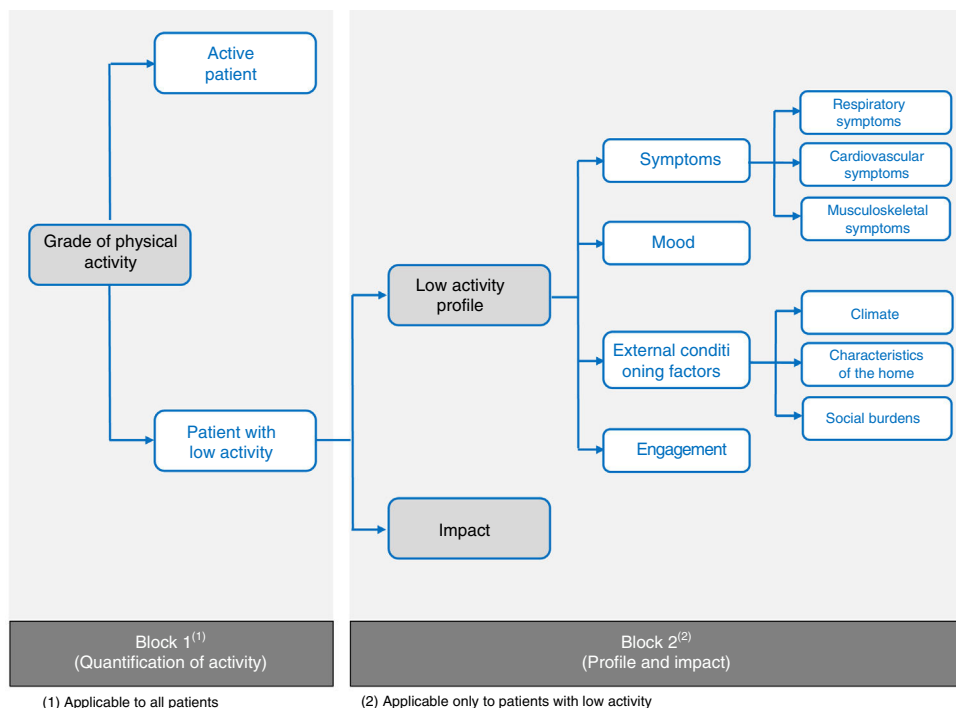 Active
patient
Grade of physical
activity
Patient with
low activity
Low activity
profile
Impact
Symptoms
Mood
External conditi
oning factors
Engagement
Respiratory
symptoms
Cardiovascular
symptoms
Musculoskeletal
symptoms
Climate
Characteristics
of the home
Social burdens
Block 1(1)
(Quantification of activity)
Block 2(2)
(Profile and impact)
(1) Applicable to all patients
(2) Applicable only to patients with low activity